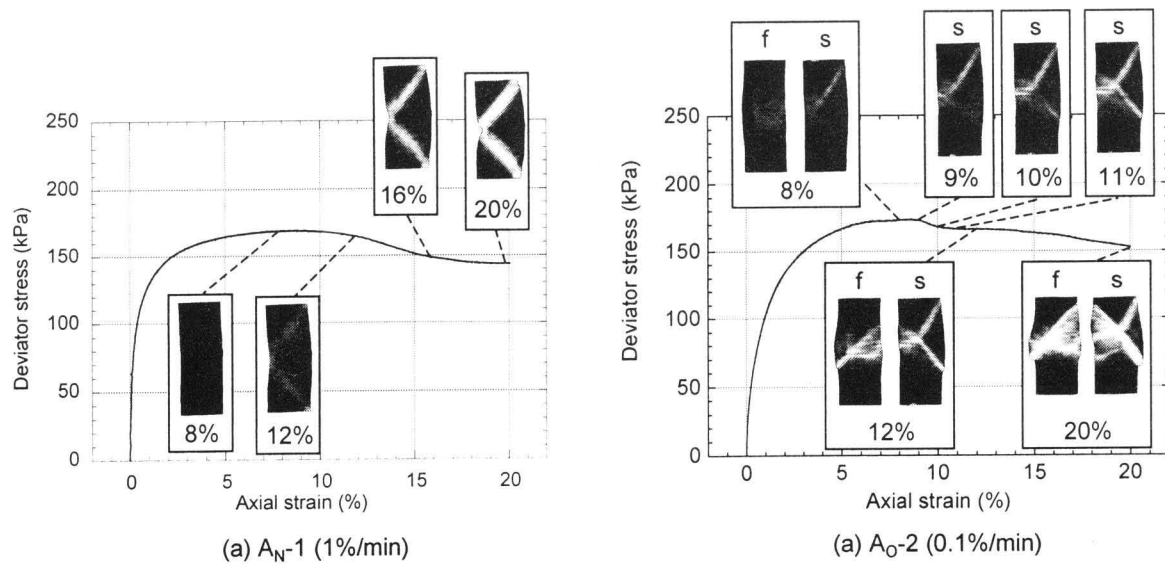 16%
20%
250
200
150
100
50
0
Deviator stress (kPa)
8%
12%
0 5 10 15 20
Axial strain (%)
(a) A_N-1 (1%/min)
f s
8%
s
9%
s
10%
s
11%
250
200
150
100
50
0
Deviator stress (kPa)
f s
12%
f s
20%
0 5 10 15 20
Axial strain (%)
(a) A_O-2 (0.1%/min)